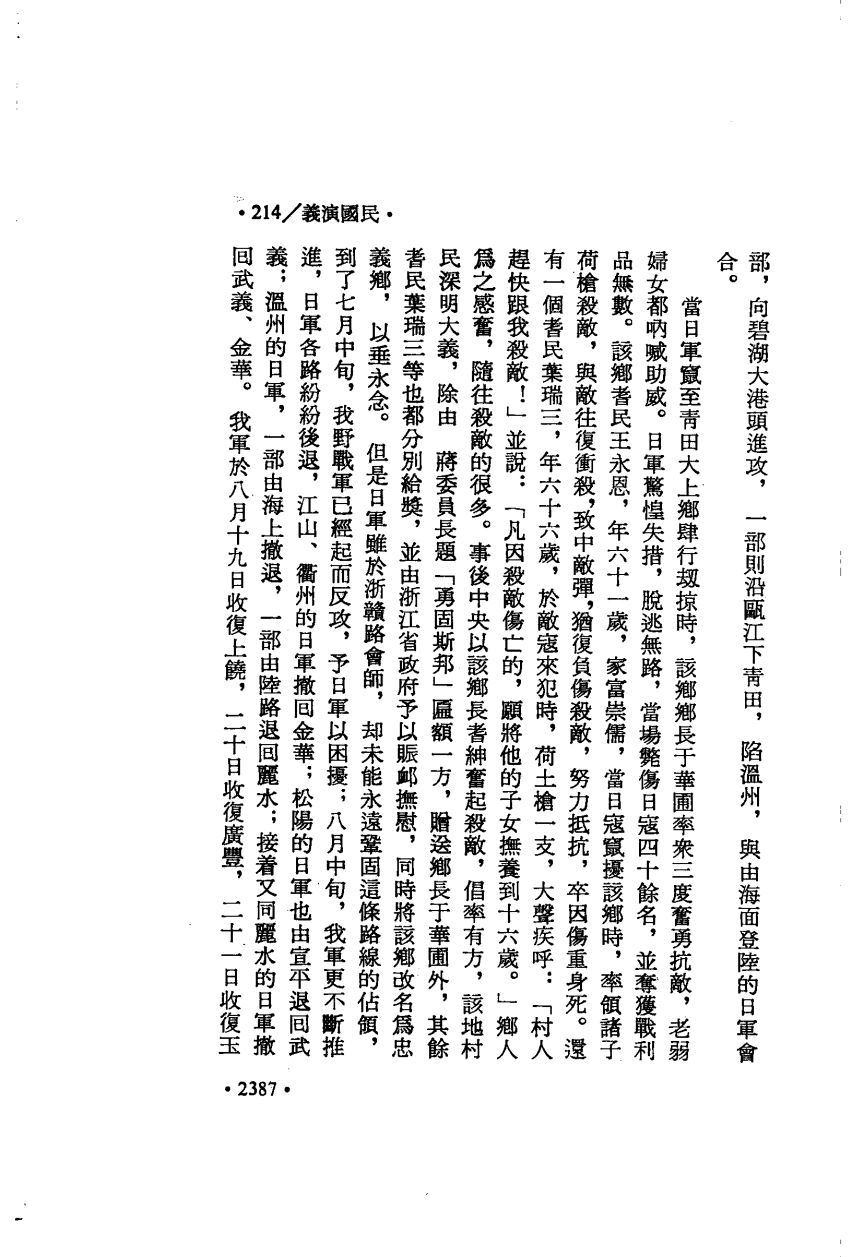 •214／義演國民•
部，向碧湖大港頭進攻，一部則沿甌江下青田，陷溫州，與由海面登陸的日軍會
合。
當日軍竄至青田大上鄉肆行刼掠時，該鄉鄉長于華圃率衆三度奮勇抗敵，老弱
婦女都吶喊助威。日軍驚惶失措，脫逃無路，當場斃傷日寇四十餘名，並奪獲戰利
品無數。該鄉耆民王永恩，年六十一歲，家富崇儒，當日寇竄擾該鄉時，率領諸子
荷槍殺敵，與敵往復衝殺，致中敵彈，猶復負傷殺敵，努力抵抗，卒因傷重身死。還
有一個耆民葉瑞三，年六十六歲，於敵寇來犯時，荷土槍一支，大聲疾呼：「村人
趕快跟我殺敵！」並說：「凡因殺敵傷亡的，願將他的子女撫養到十六歲。」鄉人
爲之感奮，隨往殺敵的很多。事後中央以該鄉長耆紳奮起殺敵，倡率有方，該地村
民深明大義，除由　蔣委員長題「勇固斯邦」匾額一方，贈送鄉長于華圃外，其餘
耆民葉瑞三等也都分別給獎，並由浙江省政府予以賑卹撫慰，同時將該鄉改名爲忠
義鄉，以垂永念。但是日軍雖於浙贛路會師，却未能永遠鞏固這條路線的佔領，
到了七月中旬，我野戰軍已經起而反攻，予日軍以困擾；八月中旬，我軍更不斷推
進，日軍各路紛紛後退，江山、衢州的日軍撤回金華；松陽的日軍也由宣平退回武
義；溫州的日軍，一部由海上撤退，一部由陸路退回麗水；接着又同麗水的日軍撤
回武義、金華。我軍於八月十九日收復上饒，二十日收復廣豐，二十一日收復玉
•2387•